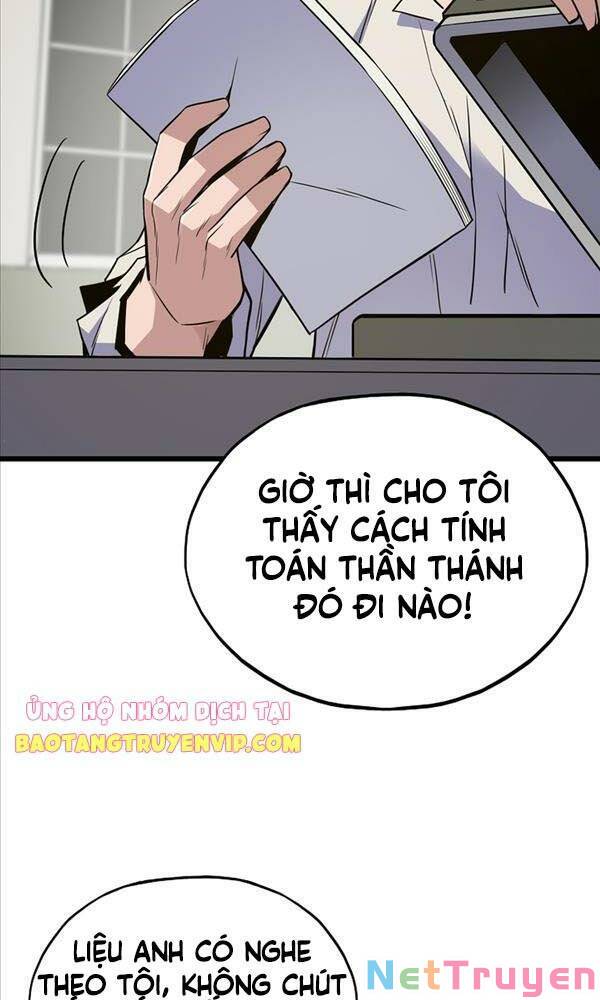 GIỜ THÌ CHO TÔI
THẤY CÁCH TÍNH
TOÁN THẦN THÁNH
ĐÓ ĐI NÀO!
ỦNG HỘ NHÓM DỊCH TẠI
BAOTANGTRUYENVIP.COM
LIỆU ANH CÓ NGHE
THEO TÔI, KHÔNG CHÚT
NetTruyen